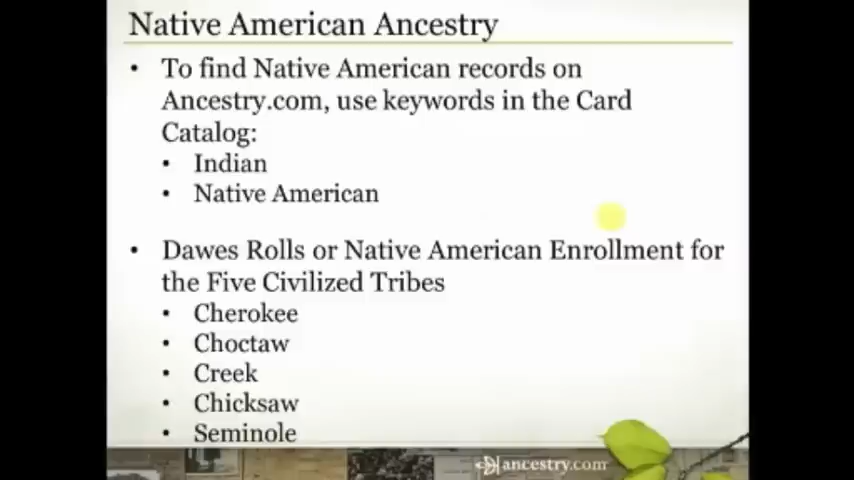 Native American Ancestry
• To find Native American records on
Ancestry.com, use keywords in the Card
Catalog:
• Indian
• Native American
• Dawes Rolls or Native American Enrollment for
the Five Civilized Tribes
• Cherokee
• Choctaw
• Creek
• Chicksaw
• Seminole
ancestry.com